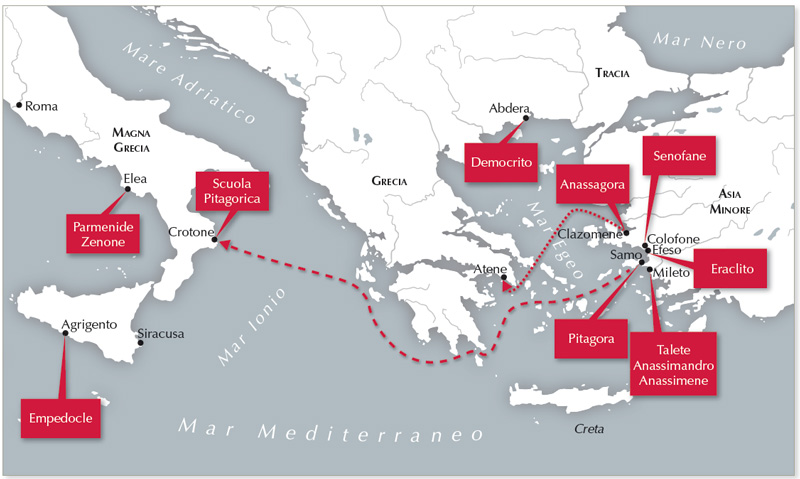 Mar Nero
Mare Adriatico
TRACIA
Roma
Abdera
MAGNA
GRECIA
Democrito
Senofane
Elea
Scuola
Pitagorica
GRECIA
Anassagora
ASIA
MINORE
Parmenide
Zenone
Crotone
Mar Egeo
Clazomene
Colofone
Efeso
Samo
Atene
Mileto
Eraclito
Mar Ionio
Agrigento
Siracusa
Pitagora
Talete
Anassimandro
Anassimene
Empedocle
Mar Mediterraneo
Creta